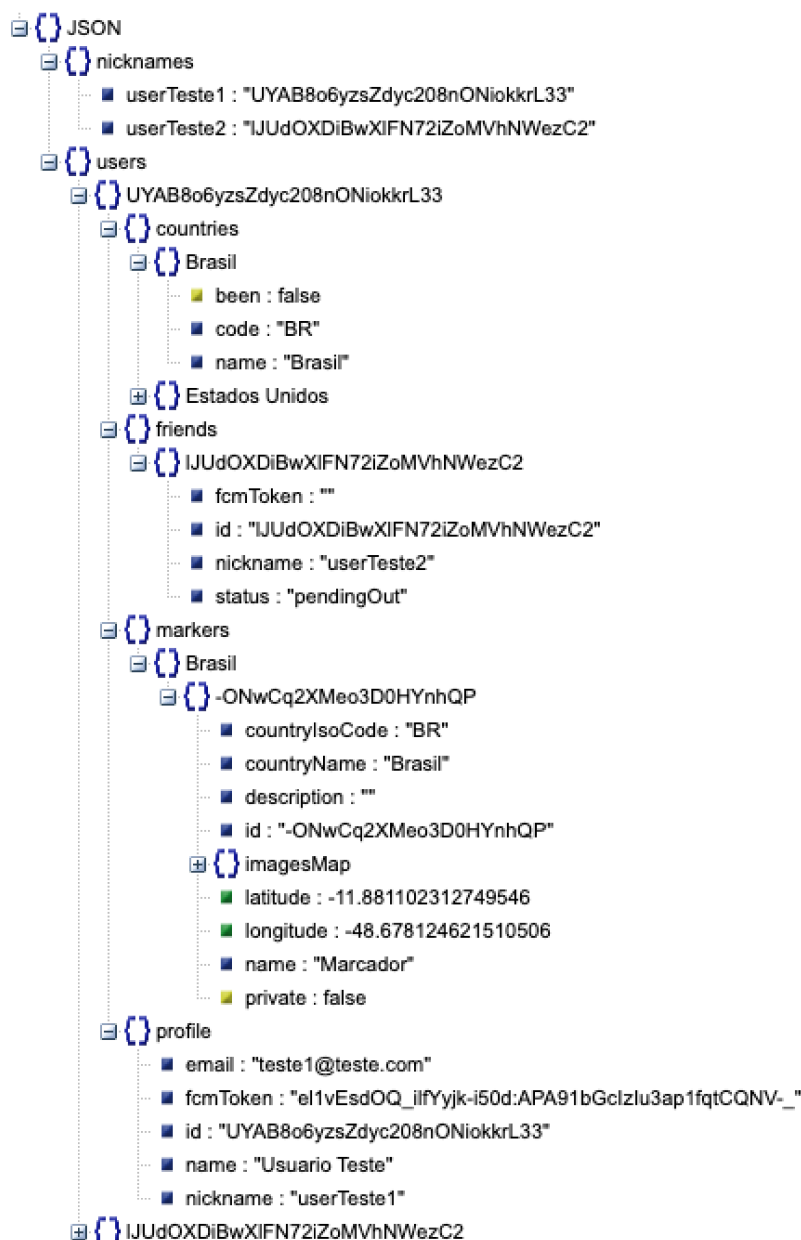 JSON
nicknames
userTeste1 : "UYAB8o6yzsZdyc208nONiokkrL33"
userTeste2 : "lJUdOXDiBwXlFN72iZoMVhNWezC2"
users
UYAB8o6yzsZdyc208nONiokkrL33
countries
Brasil
been : false
code : "BR"
name : "Brasil"
Estados Unidos
friends
lJUdOXDiBwXlFN72iZoMVhNWezC2
fcmToken : ""
id : "lJUdOXDiBwXlFN72iZoMVhNWezC2"
nickname : "userTeste2"
status : "pendingOut"
markers
Brasil
-ONwCq2XMeo3D0HYnhQP
countryIsoCode : "BR"
countryName : "Brasil"
description : ""
id : "-ONwCq2XMeo3D0HYnhQP"
imagesMap
latitude : -11.881102312749546
longitude : -48.678124621510506
name : "Marcador"
private : false
profile
email : "teste1@teste.com"
fcmToken : "el1vEsdOQ_ilfYyjk-i50d:APA91bGclzlu3ap1fqtCQNV-_"
id : "UYAB8o6yzsZdyc208nONiokkrL33"
name : "Usuario Teste"
nickname : "userTeste1"
lJUdOXDiBwXlFN72iZoMVhNWezC2